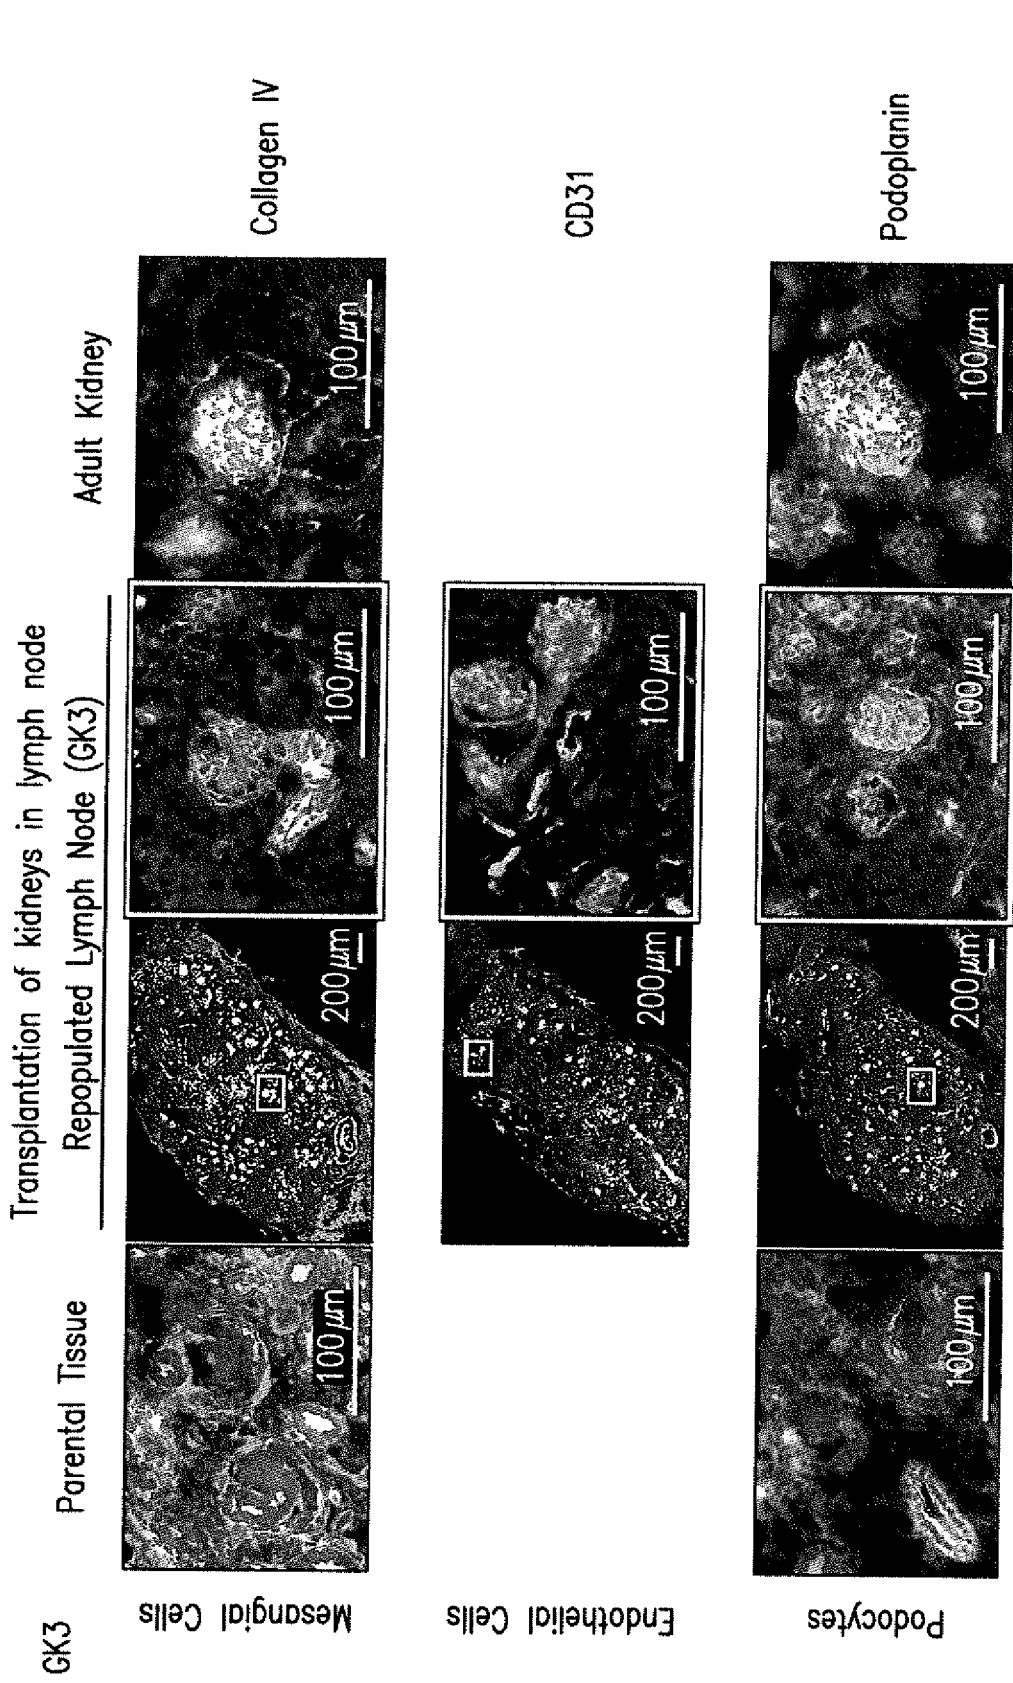 Transplantation of kidneys in lymph node
GK3
Parental Tissue
Repopulated Lymph Node (GK3)
Adult Kidney
Mesangial Cells
100μm
200μm
100μm
100μm
Collagen IV
Endothelial Cells
200μm
100μm
CD31
Podocytes
100μm
200μm
100μm
100μm
Podoplanin